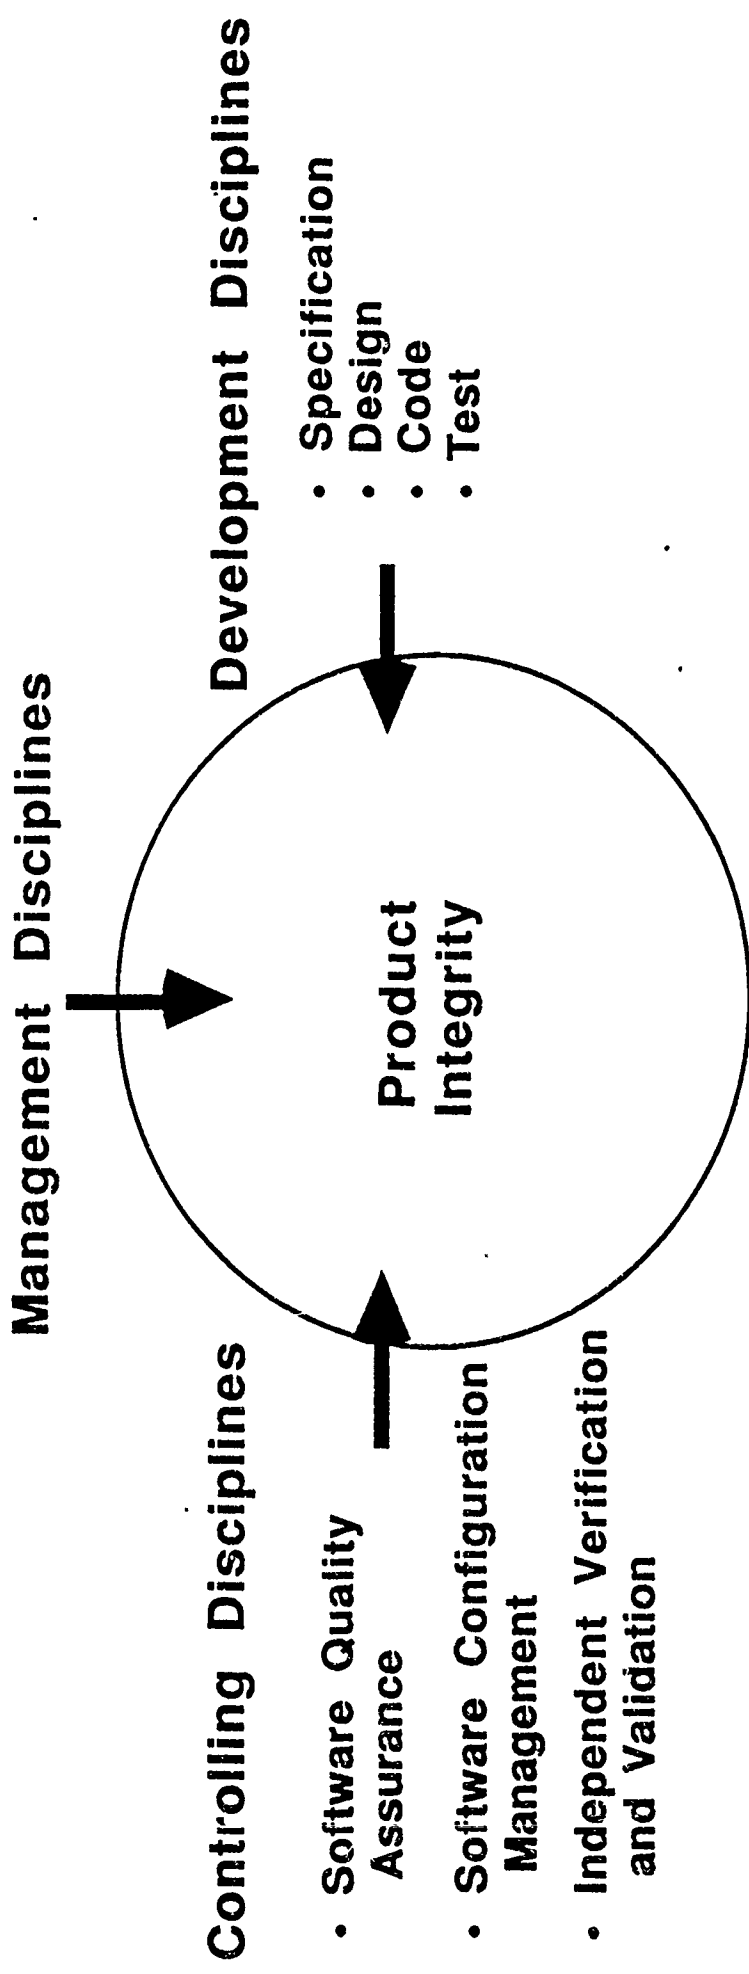 Management Disciplines
Controlling Disciplines
• Software Quality
Assurance
• Software Configuration
Management
• Independent Verification
and Validation
Product
Integrity
Development Disciplines
• Specification
• Design
• Code
• Test